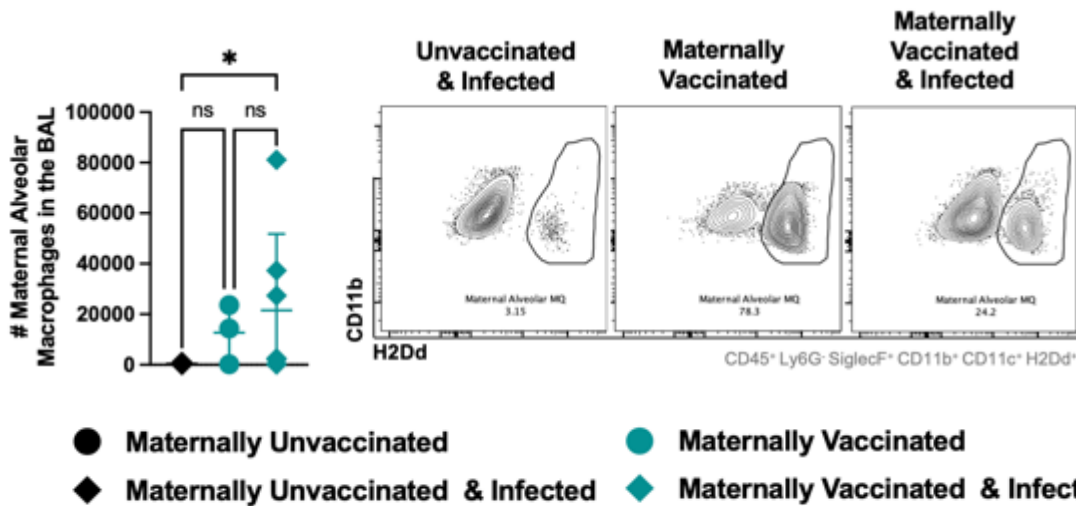 *
ns ns
# Maternal Alveolar
Macrophages in the BAL
100000
80000
60000
40000
20000
0
Unvaccinated
& Infected
Maternally
Vaccinated
Maternally
Vaccinated
& Infected
CD11b
Maternal Alveolar MQ
3.15
Maternal Alveolar MQ
78.3
Maternal Alveolar MQ
24.2
H2Dd
CD45⁺ Ly6G⁻ SiglecF⁺ CD11b⁺ CD11c⁺ H2Dd⁺
Maternally Unvaccinated
Maternally Vaccinated
Maternally Unvaccinated & Infected
Maternally Vaccinated & Infect